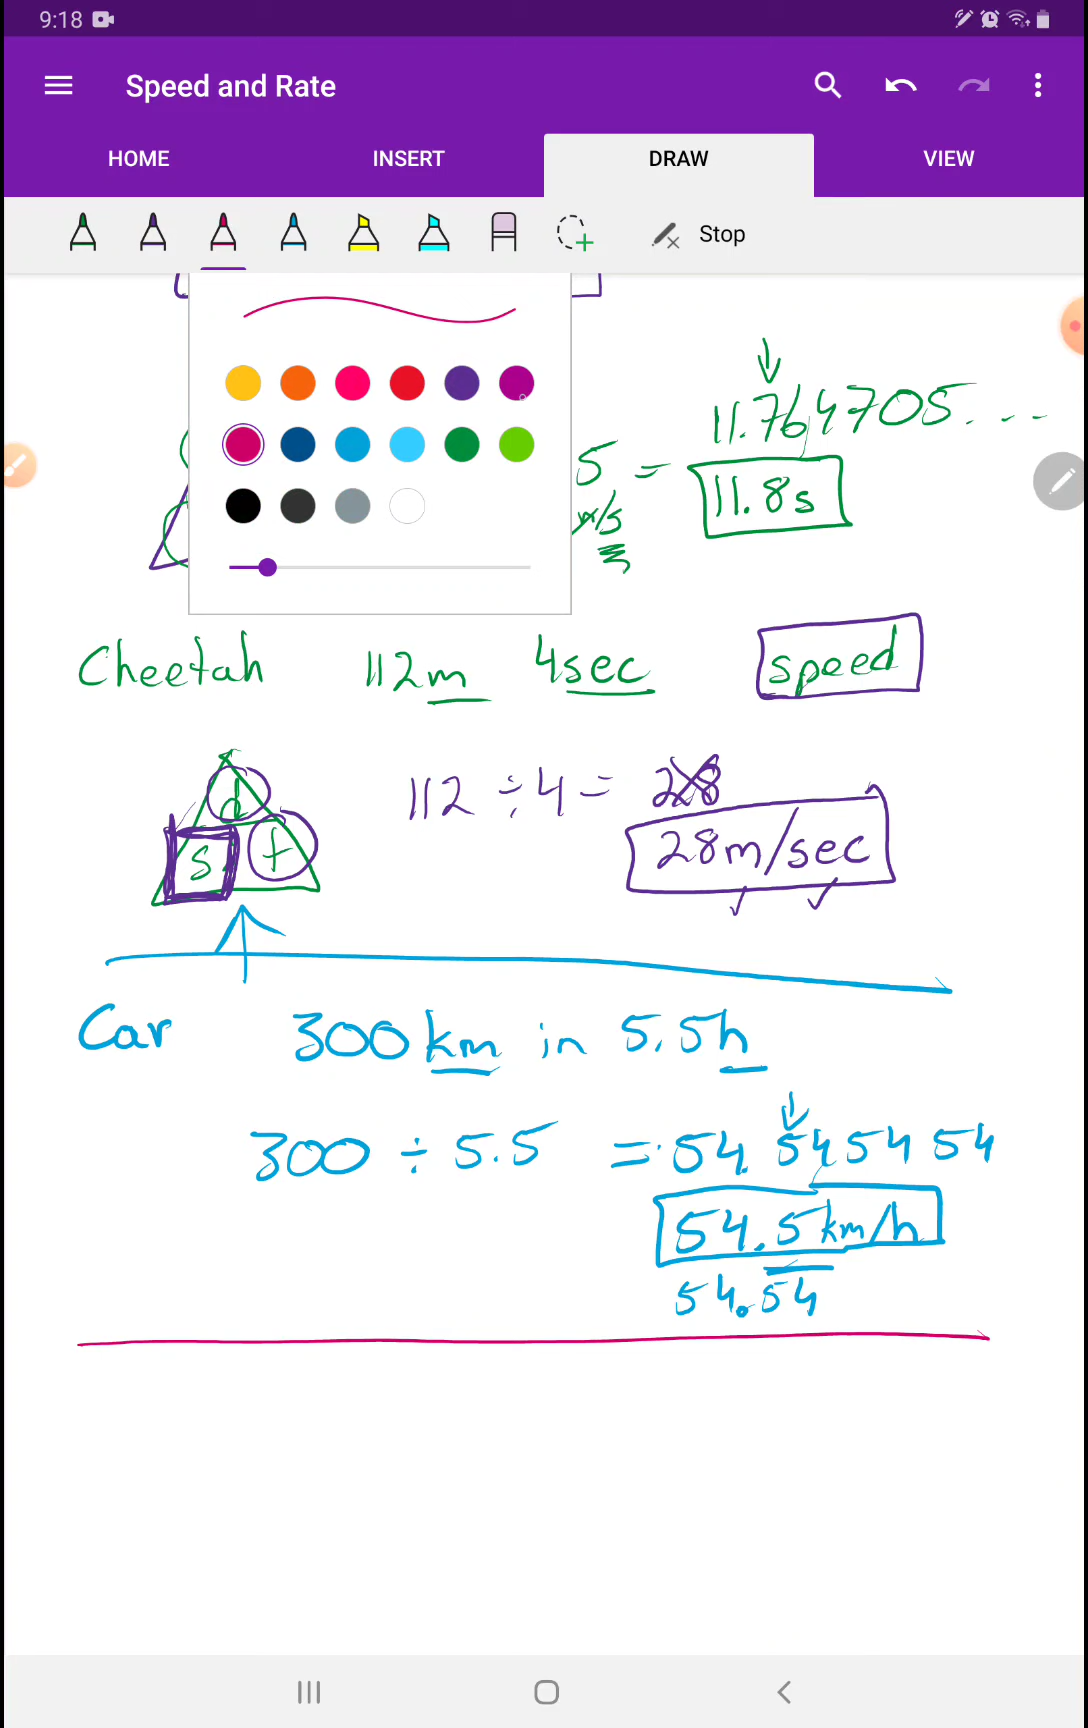 9:18
Speed and Rate
HOME INSERT DRAW VIEW
Stop
11.764705...
5 =
11.8s
m/s
Cheetah 112m 4sec speed
d
s t
112 ÷ 4 = 28
28m/sec
Car 300km in 5.5h
300 ÷ 5.5 = 54.545454
54.5km/h
54.54